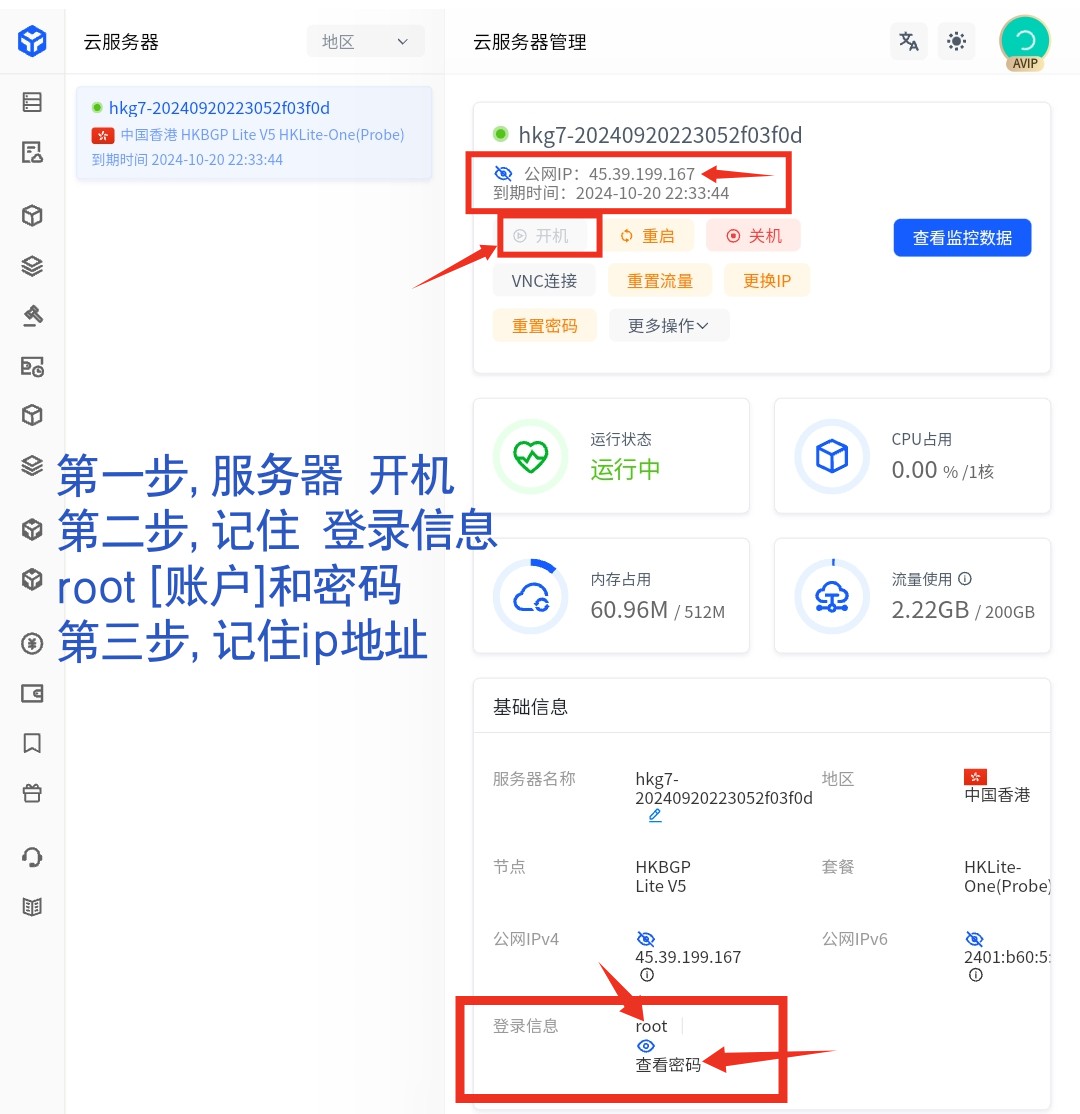 云服务器
地区
云服务器管理
AVIP
hkg7-20240920223052f03f0d
中国香港 HKBGP Lite V5 HKLite-One(Probe)
到期时间 2024-10-20 22:33:44
hkg7-20240920223052f03f0d
公网IP：45.39.199.167
到期时间：2024-10-20 22:33:44
开机
重启
关机
查看监控数据
VNC连接
重置流量
更换IP
重置密码
更多操作
运行状态
运行中
CPU占用
0.00 % /1核
第一步, 服务器 开机
第二步, 记住 登录信息
root [账户]和密码
第三步, 记住ip地址
内存占用
60.96M / 512M
流量使用
2.22GB / 200GB
基础信息
服务器名称
hkg7-
20240920223052f03f0d
地区
中国香港
节点
HKBGP
Lite V5
套餐
HKLite-
One(Probe)
公网IPv4
45.39.199.167
公网IPv6
2401:b60:5:
登录信息
root
查看密码